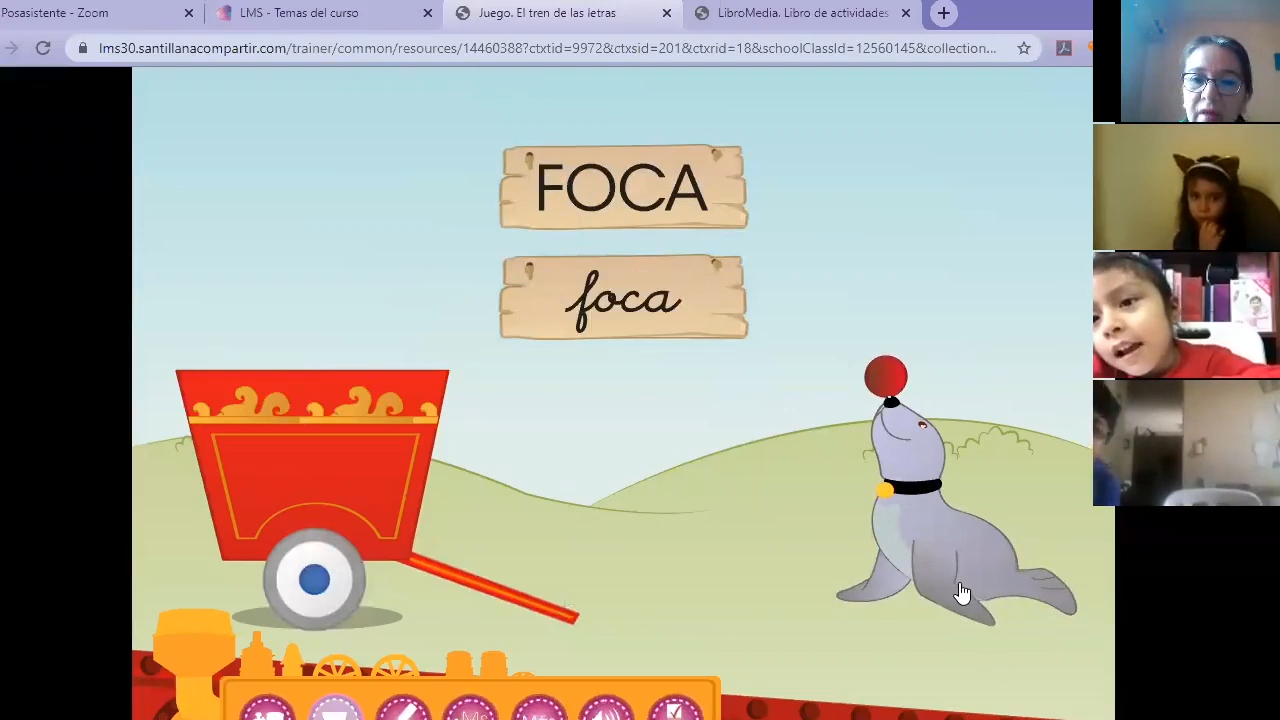 Posasistente - Zoom
LMS - Temas del curso
Juego. El tren de las letras
LibroMedia. Libro de actividades
lms30.santillanacompartir.com/trainer/common/resources/14460368?ctxtid=9972&ctxsid=201&ctxrid=18&schoolClassId=12560145&collection...
FOCA
foca